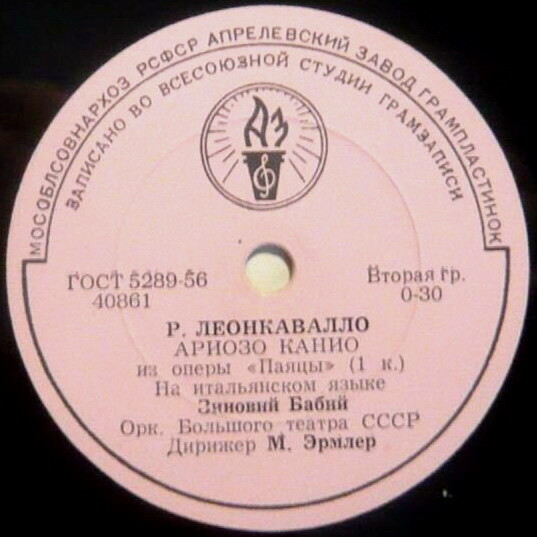 МОСОБЛСОВНАРХОЗ РСФСР АПРЕЛЕВСКИЙ ЗАВОД ГРАМПЛАСТИНОК
ЗАПИСАНО ВО ВСЕСОЮЗНОЙ СТУДИИ ГРАМЗАПИСИ
АЗ
ГОСТ 5289-56
40861
Вторая гр.
0-30
Р. ЛЕОНКАВАЛЛО
АРИОЗО КАНИО
из оперы «Паяцы» (1 к.)
На итальянском языке
Зиновий Бабий
Орк. Большого театра СССР
Дирижер М. Эрмлер